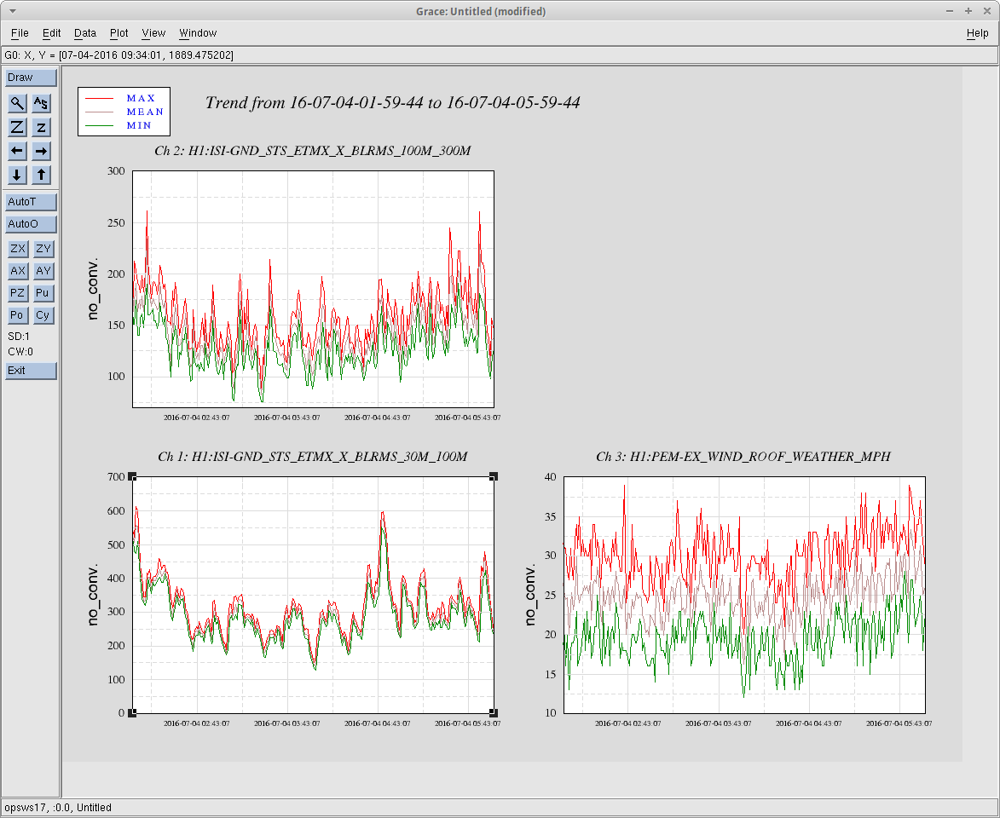 Grace: Untitled (modified)
File Edit Data Plot View Window Help
G0: X, Y = [07-04-2016 09:34:01, 1889.475202]
Draw
AS
Z z
AutoT
AutoO
ZX ZY
AX AY
PZ Pu
Po Cy
SD:1
CW:0
Exit
MAX
MEAN
MIN
Trend from 16-07-04-01-59-44 to 16-07-04-05-59-44
Ch 2: H1:ISI-GND_STS_ETMX_X_BLRMS_100M_300M
300
250
200
150
100
no_conv.
2016-07-04 02:43:07 2016-07-04 03:43:07 2016-07-04 04:43:07 2016-07-04 05:43:07
Ch 1: H1:ISI-GND_STS_ETMX_X_BLRMS_30M_100M
700
600
500
400
300
200
100
0
no_conv.
2016-07-04 02:43:07 2016-07-04 03:43:07 2016-07-04 04:43:07 2016-07-04 05:43:07
Ch 3: H1:PEM-EX_WIND_ROOF_WEATHER_MPH
40
35
30
25
20
15
10
no_conv.
2016-07-04 02:43:07 2016-07-04 03:43:07 2016-07-04 04:43:07 2016-07-04 05:43:07
opsws17, :0.0, Untitled